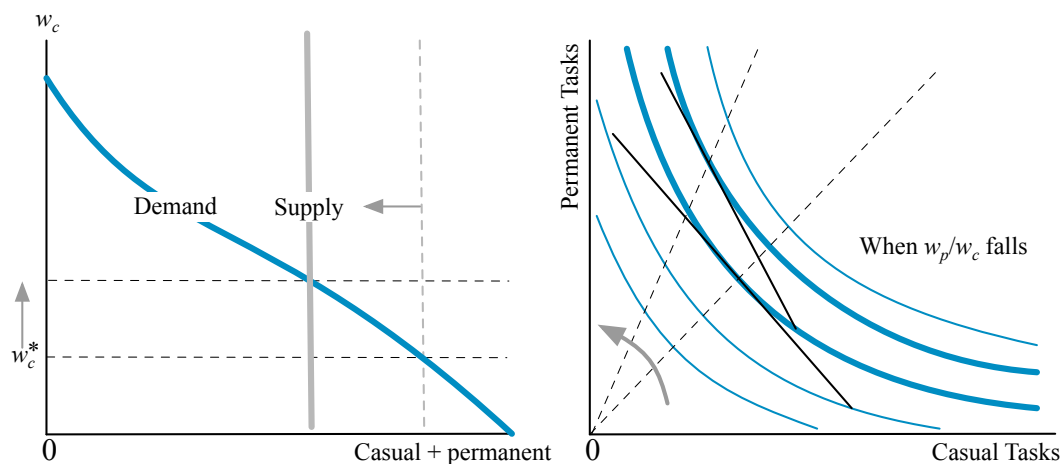 w_c
Demand
Supply
w_c*
0
Casual + permanent
Permanent Tasks
When w_p/w_c falls
0
Casual Tasks